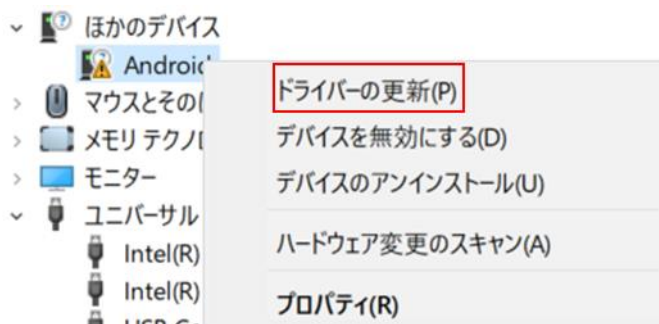 ほかのデバイス
Android
マウスとその
メモリ テクノ
モニター
ユニバーサル
Intel(R)
Intel(R)
ドライバーの更新(P)
デバイスを無効にする(D)
デバイスのアンインストール(U)
ハードウェア変更のスキャン(A)
プロパティ(R)